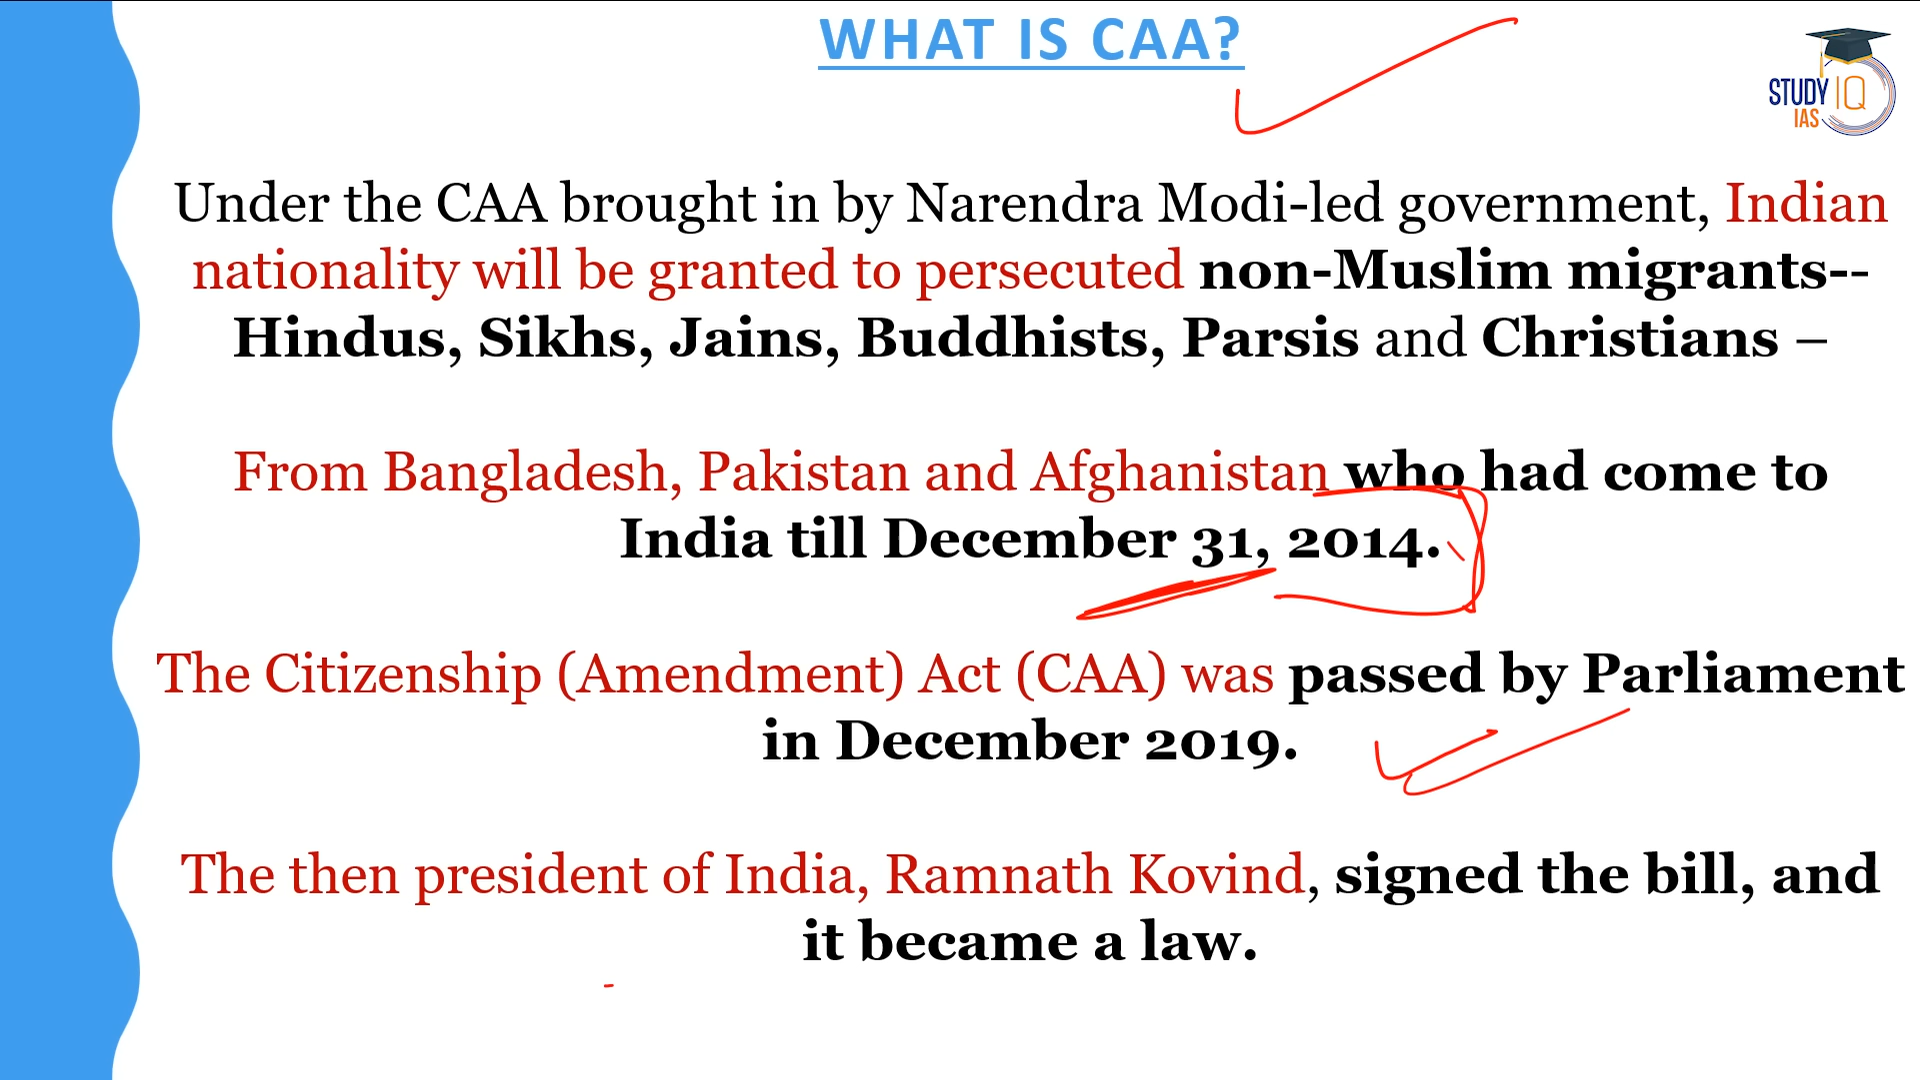 WHAT IS CAA?
STUDY IQ
IAS
Under the CAA brought in by Narendra Modi-led government, Indian
nationality will be granted to persecuted non-Muslim migrants--
Hindus, Sikhs, Jains, Buddhists, Parsis and Christians –
From Bangladesh, Pakistan and Afghanistan who had come to
India till December 31, 2014.
The Citizenship (Amendment) Act (CAA) was passed by Parliament
in December 2019.
The then president of India, Ramnath Kovind, signed the bill, and
it became a law.